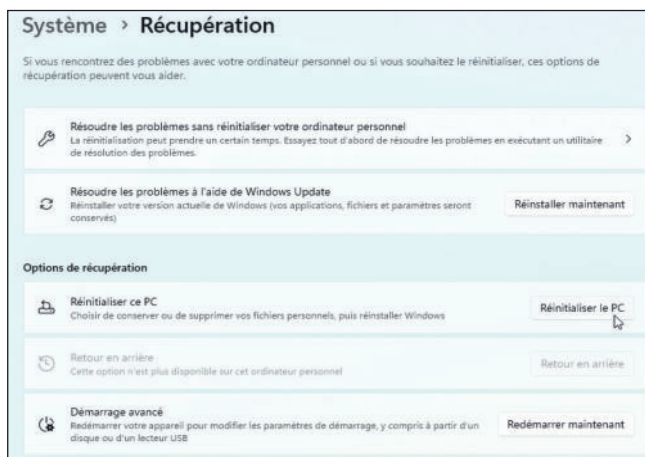 Système > Récupération
Si vous rencontrez des problèmes avec votre ordinateur personnel ou si vous souhaitez le réinitialiser, ces options de
récupération peuvent vous aider.
Résoudre les problèmes sans réinitialiser votre ordinateur personnel
La réinitialisation peut prendre un certain temps. Essayez tout d'abord de résoudre les problèmes en exécutant un utilitaire
de résolution des problèmes.
Résoudre les problèmes à l'aide de Windows Update
Réinstaller votre version actuelle de Windows (vos applications, fichiers et paramètres seront
conservés)
Réinstaller maintenant
Options de récupération
Réinitialiser ce PC
Choisir de conserver ou de supprimer vos fichiers personnels, puis réinstaller Windows
Réinitialiser le PC
Retour en arrière
Cette option n'est plus disponible sur cet ordinateur personnel
Retour en arrière
Démarrage avancé
Redémarrer votre appareil pour modifier les paramètres de démarrage, y compris à partir d'un
disque ou d'un lecteur USB
Redémarrer maintenant